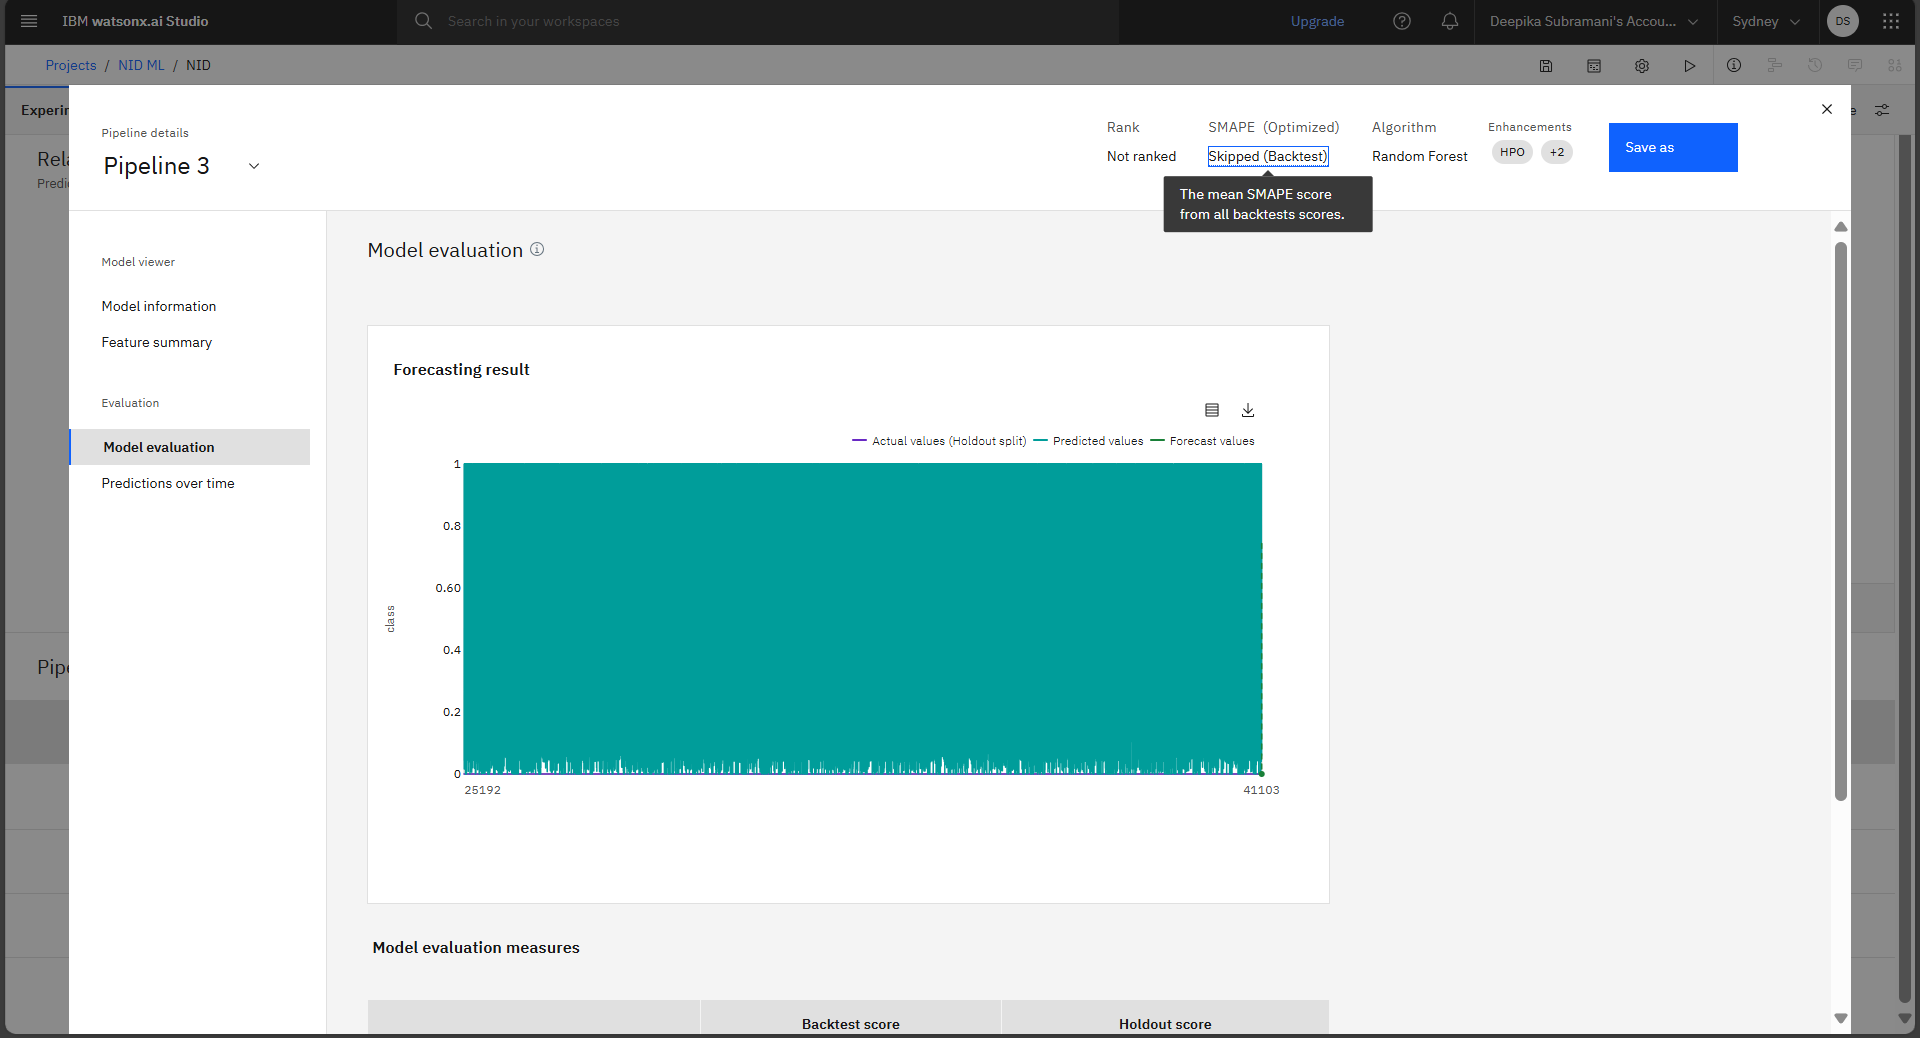 IBM watsonx.ai Studio
Search in your workspaces
Upgrade
Deepika Subramani's Accou...
Sydney
DS
Projects / NID ML / NID
Experin
Pipeline details
Pipeline 3
Rank
Not ranked
SMAPE (Optimized)
Skipped (Backtest)
Algorithm
Random Forest
Enhancements
HPO
+2
Save as
The mean SMAPE score
from all backtests scores.
Rela
Predic
Pipe
e
Model viewer
Model information
Feature summary
Evaluation
Model evaluation
Predictions over time
Model evaluation
Forecasting result
Actual values (Holdout split)
Predicted values
Forecast values
1
0.8
0.60
0.4
0.2
0
class
25192
41103
Model evaluation measures
Backtest score
Holdout score